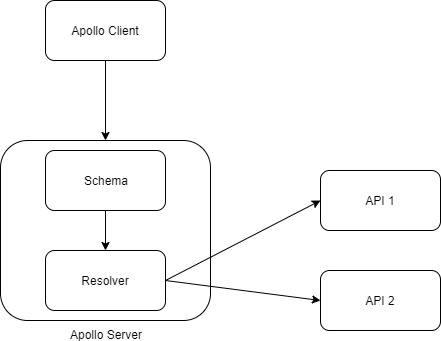 Apollo Client
Schema
Resolver
Apollo Server
API 1
API 2